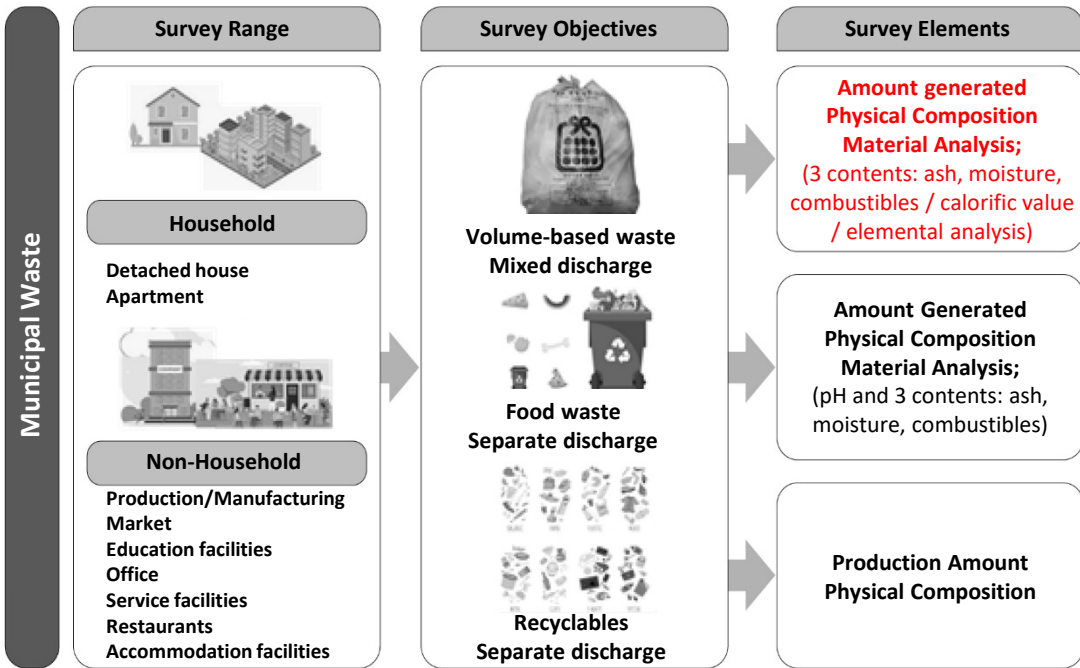 Municipal Waste
Survey Range
Household
Detached house
Apartment
Non-Household
Production/Manufacturing
Market
Education facilities
Office
Service facilities
Restaurants
Accommodation facilities
Survey Objectives
Volume-based waste
Mixed discharge
Food waste
Separate discharge
Recyclables
Separate discharge
Survey Elements
Amount generated
Physical Composition
Material Analysis;
(3 contents: ash, moisture,
combustibles / calorific value
/ elemental analysis)
Amount Generated
Physical Composition
Material Analysis;
(pH and 3 contents: ash,
moisture, combustibles)
Production Amount
Physical Composition